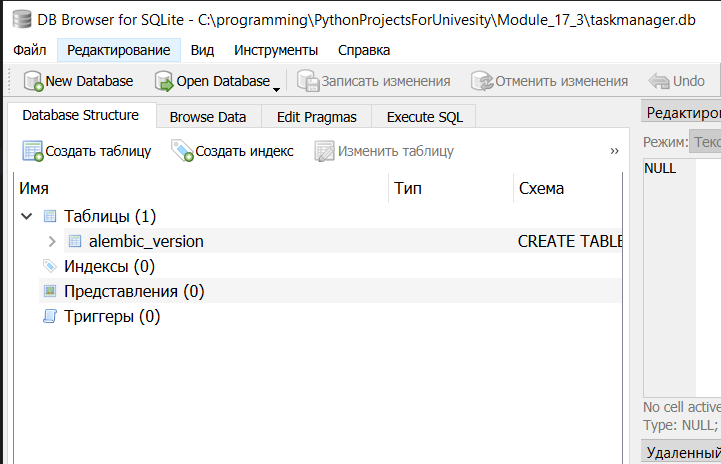 DB Browser for SQLite - C:\programming\PythonProjectsForUnivesity\Module_17_3\taskmanager.db
Файл Редактирование Вид Инструменты Справка
New Database Open Database Записать изменения Отменить изменения Undo
Database Structure Browse Data Edit Pragmas Execute SQL
Создать таблицу Создать индекс Изменить таблицу »
Имя Тип Схема
Таблицы (1)
alembic_version CREATE TABLE
Индексы (0)
Представления (0)
Триггеры (0)
Редактиров
Режим: Текс
NULL
No cell active
Type: NULL;
Удаленный